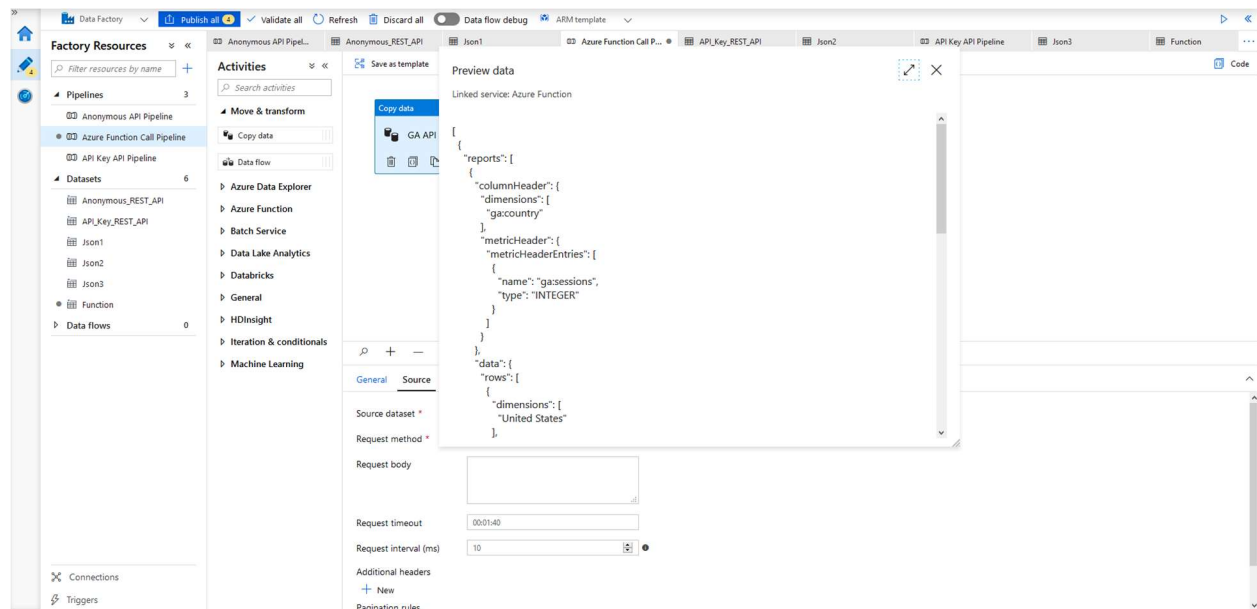 »
Data Factory
Publish all 4
Validate all
Refresh
Discard all
Data flow debug
ARM template
«
Factory Resources
Filter resources by name
Pipelines 3
Anonymous API Pipeline
Azure Function Call Pipeline
API Key API Pipeline
Datasets 6
Anonymous_REST_API
API_Key_REST_API
Json1
Json2
Json3
Function
Data flows 0
Connections
Triggers
4
Anonymous API Pipel...
Anonymous_REST_API
Json1
Azure Function Call P...
API_Key_REST_API
Json2
API Key API Pipeline
Json3
Function
Activities
Search activities
Move & transform
Copy data
Data flow
Azure Data Explorer
Azure Function
Batch Service
Data Lake Analytics
Databricks
General
HDInsight
Iteration & conditionals
Machine Learning
Save as template
Code
Copy data
GA API
Preview data
Linked service: Azure Function
[
{
"reports": [
{
"columnHeader": {
"dimensions": [
"ga:country"
],
"metricHeader": {
"metricHeaderEntries": [
{
"name": "ga:sessions",
"type": "INTEGER"
}
]
}
},
"data": {
"rows": [
{
"dimensions": [
"United States"
],
General
Source
Source dataset *
Request method *
Request body
Request timeout 00:01:40
Request interval (ms) 10
Additional headers
+ New
Pagination rules